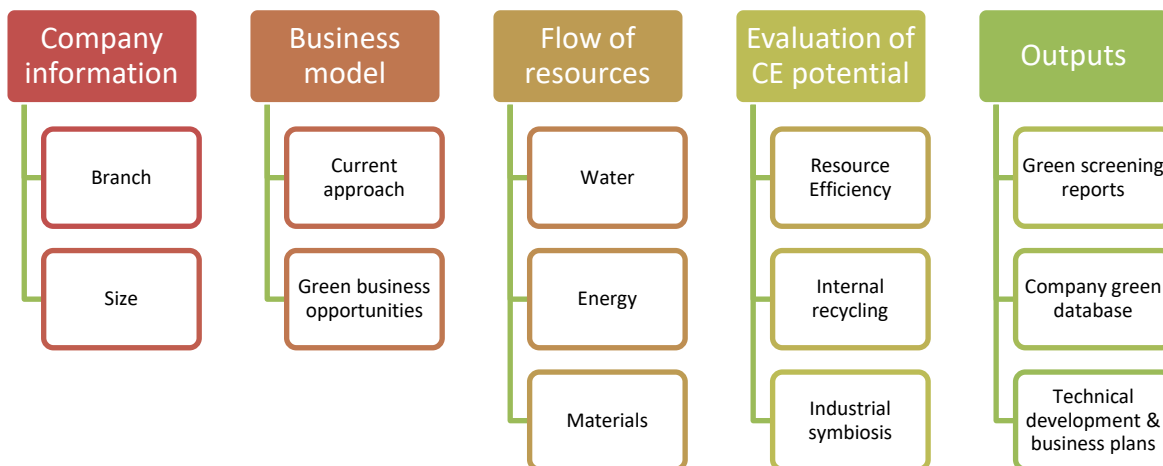 Company
information
Branch
Size
Business
model
Current
approach
Green business
opportunities
Flow of
resources
Water
Energy
Materials
Evaluation of
CE potential
Resource
Efficiency
Internal
recycling
Industrial
symbiosis
Outputs
Green screening
reports
Company green
database
Technical
development &
business plans